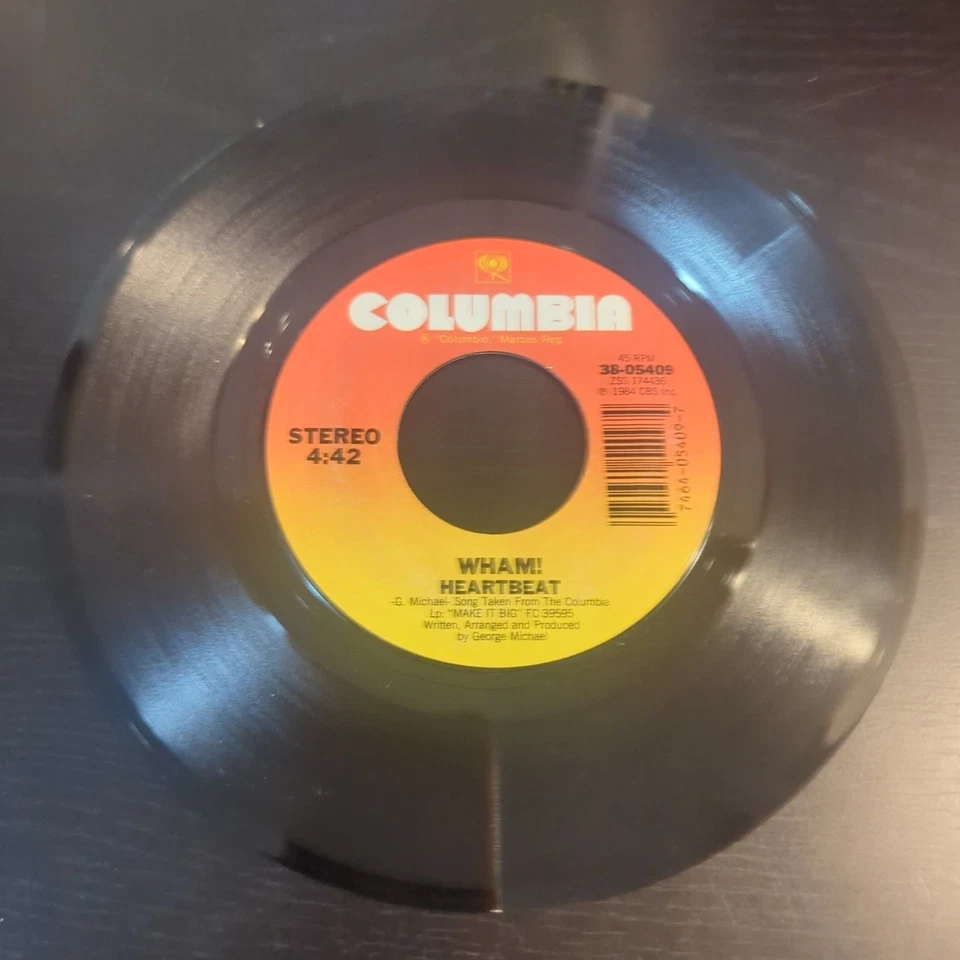 COLUMBIA
® "Columbia," Marcas Reg.
45 RPM
38-05409
ZSS 174436
℗ 1984 CBS Inc.
7464-05409-7
STEREO
4:42
WHAM!
HEARTBEAT
-G. Michael- Song Taken From The Columbia
Lp: "MAKE IT BIG" FC 39595
Written, Arranged and Produced
by George Michael